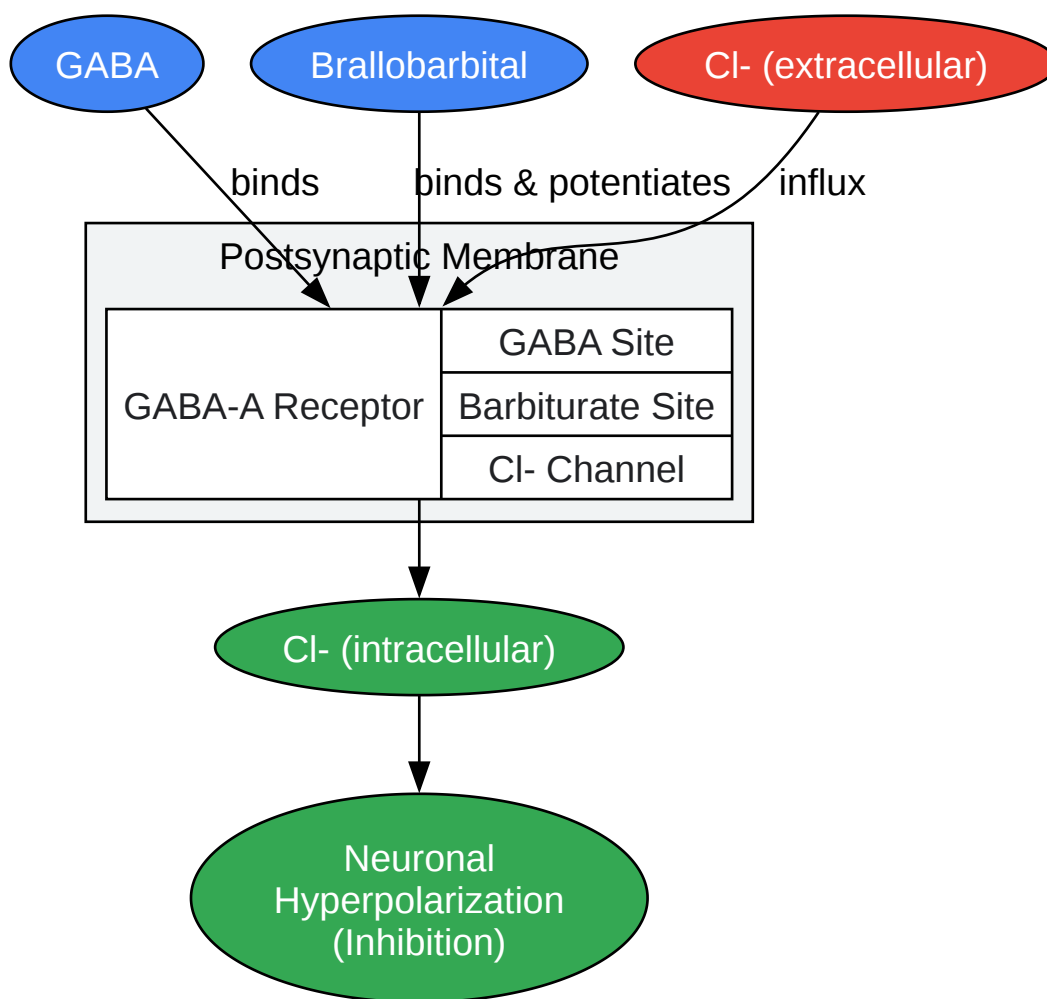 GABA
Brallobarbital
Cl- (extracellular)
binds
binds & potentiates
influx
Postsynaptic Membrane
GABA-A Receptor
GABA Site
Barbiturate Site
Cl- Channel
Cl- (intracellular)
Neuronal
Hyperpolarization
(Inhibition)